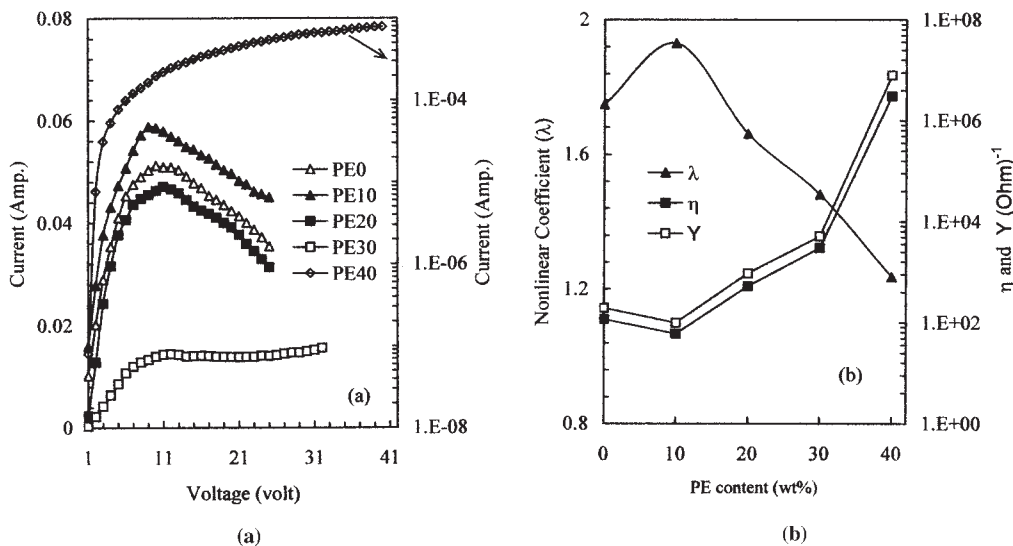 0.08
0.06
0.04
0.02
0
Current (Amp.)
1.E-04
1.E-06
1.E-08
Current (Amp.)
PE0
PE10
PE20
PE30
PE40
(a)
1
11
21
31
41
Voltage (volt)
(a)
2
1.6
1.2
0.8
Nonlinear Coefficient (λ)
1.E+08
1.E+06
1.E+04
1.E+02
1.E+00
η and Y (Ohm)⁻¹
λ
η
Y
(b)
0
10
20
30
40
PE content (wt%)
(b)